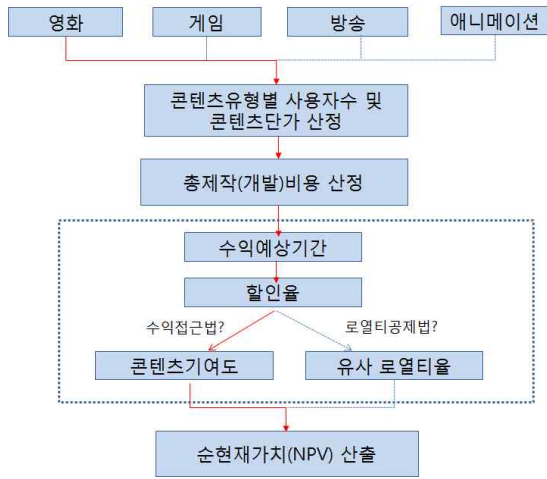 영화
게임
방송
애니메이션
콘텐츠유형별 사용자수 및
콘텐츠단가 산정
총제작(개발)비용 산정
수익예상기간
할인율
수익접근법?
로열티공제법?
콘텐츠기여도
유사 로열티율
순현재가치(NPV) 산출